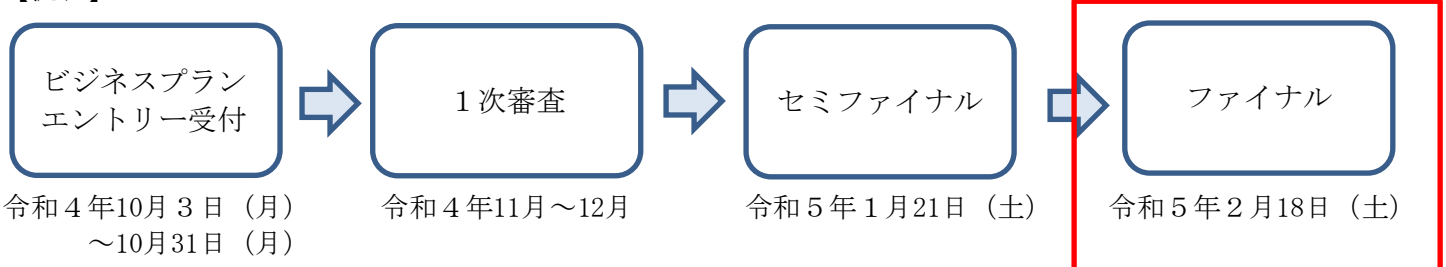 ビジネスプラン
エントリー受付
１次審査
セミファイナル
ファイナル
令和４年10月３日（月）
～10月31日（月）
令和４年11月～12月
令和５年１月21日（土）
令和５年２月18日（土）